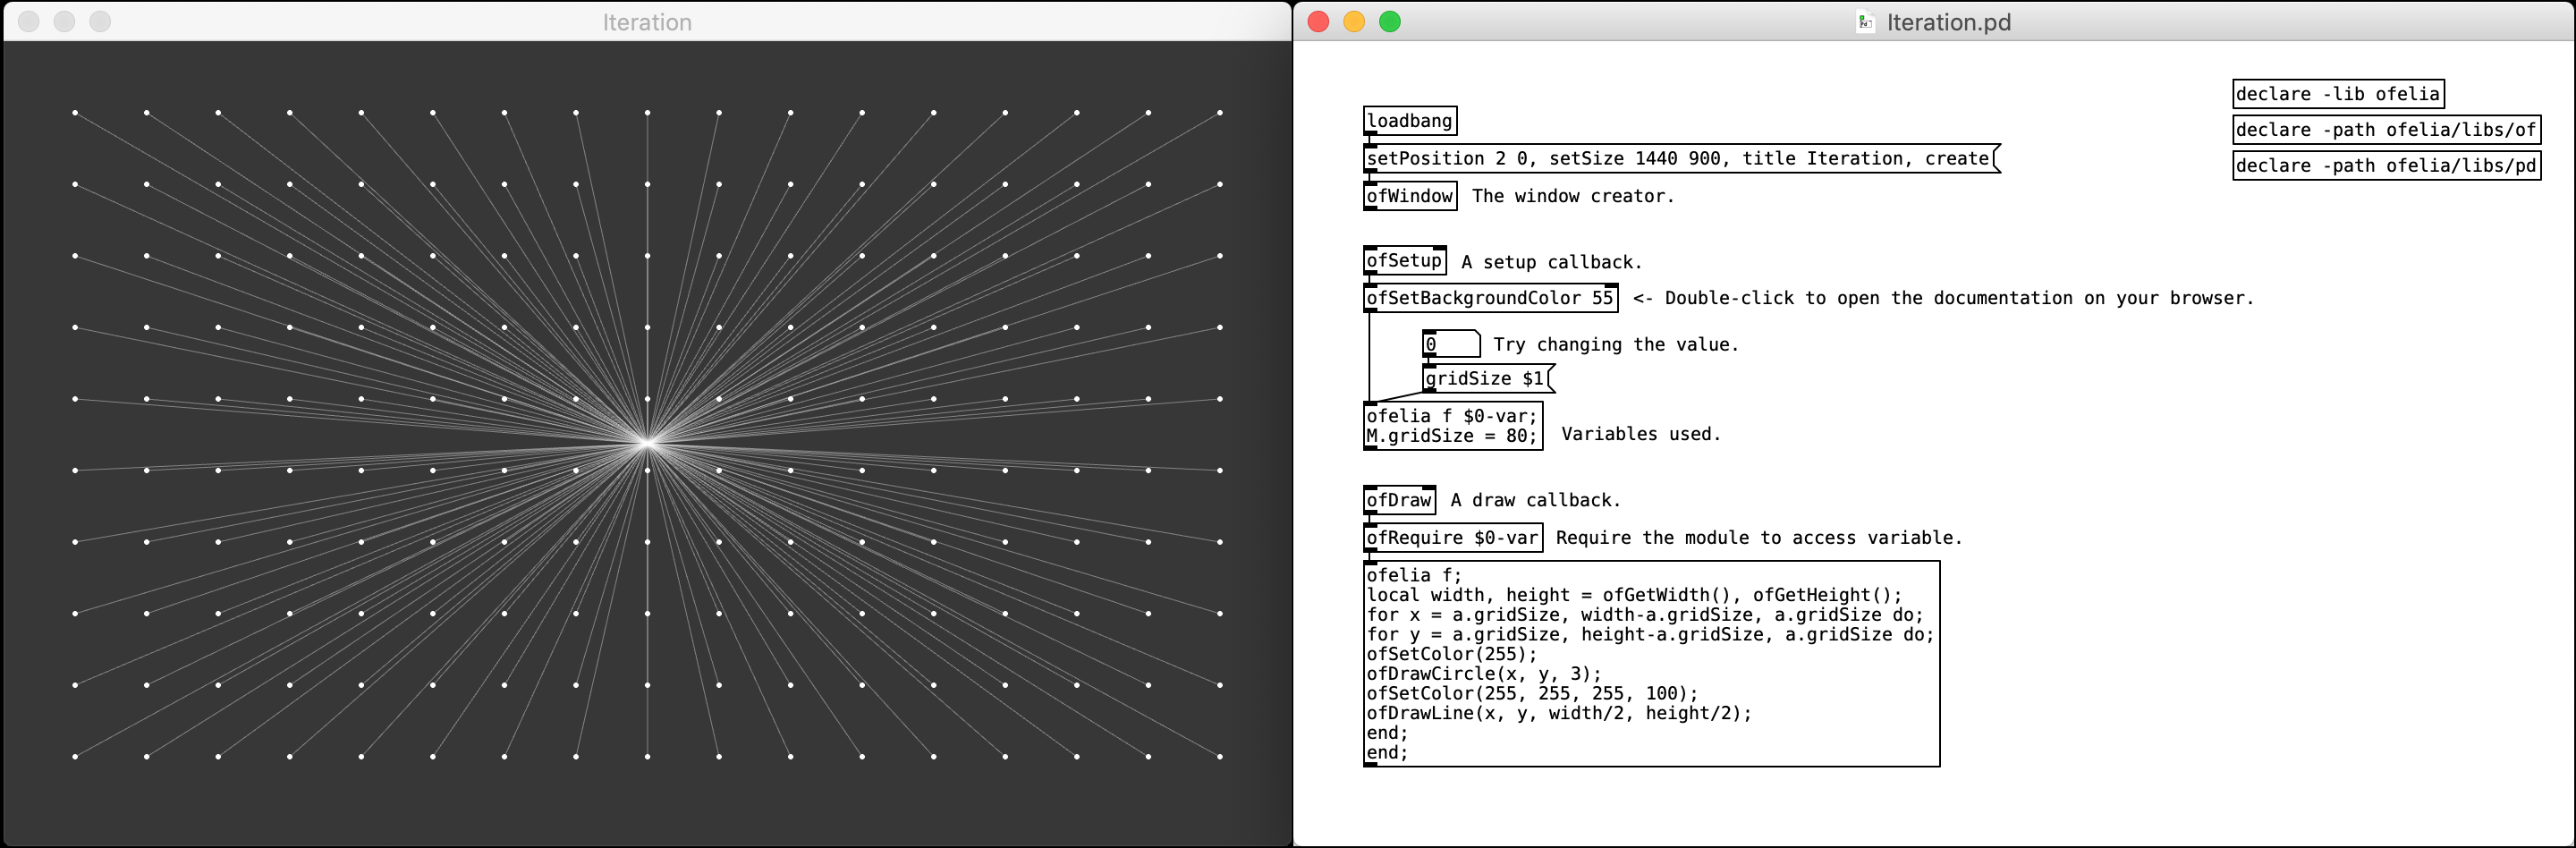 Iteration
Iteration.pd
declare -lib ofelia
declare -path ofelia/libs/of
declare -path ofelia/libs/pd
loadbang
setPosition 2 0, setSize 1440 900, title Iteration, create
ofWindow The window creator.
ofSetup A setup callback.
ofSetBackgroundColor 55 <- Double-click to open the documentation on your browser.
0 Try changing the value.
gridSize $1
ofelia f $0-var;
M.gridSize = 80; Variables used.
ofDraw A draw callback.
ofRequire $0-var Require the module to access variable.
ofelia f;
local width, height = ofGetWidth(), ofGetHeight();
for x = a.gridSize, width-a.gridSize, a.gridSize do;
for y = a.gridSize, height-a.gridSize, a.gridSize do;
ofSetColor(255);
ofDrawCircle(x, y, 3);
ofSetColor(255, 255, 255, 100);
ofDrawLine(x, y, width/2, height/2);
end;
end;